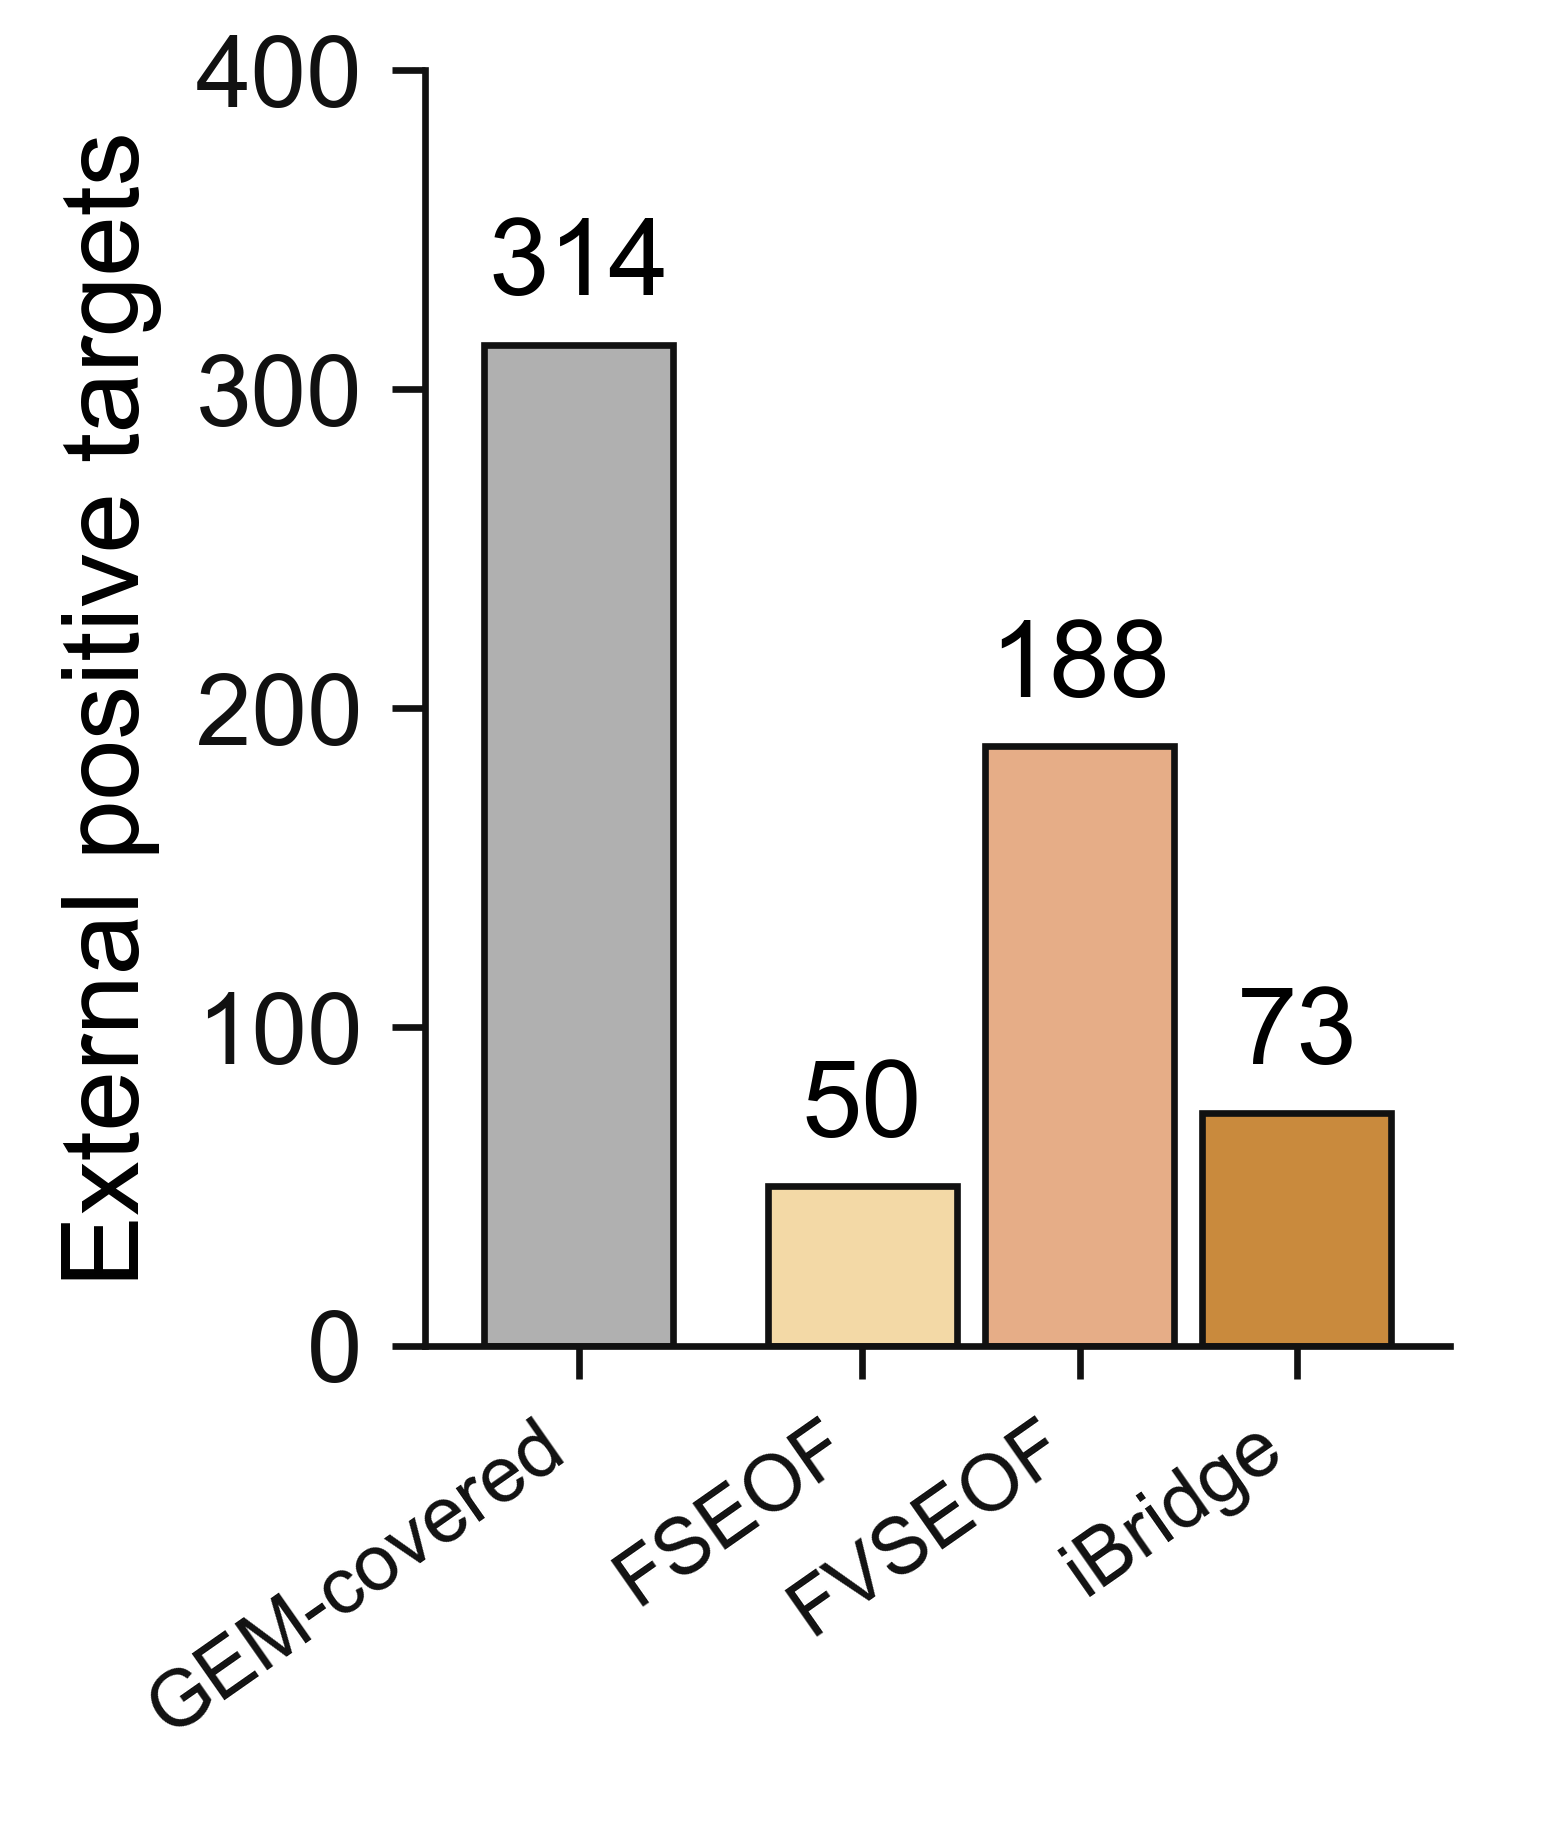 External positive targets
400
300
200
100
0
314
50
188
73
GEM-covered
FSEOF
FVSEOF
iBridge